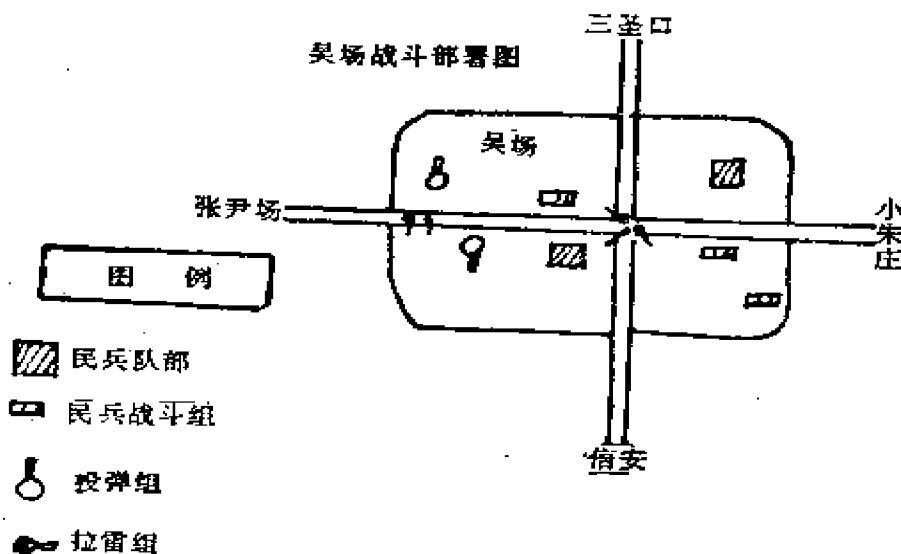 三圣口
吴场战斗部署图
吴场
张尹场
小朱庄
图 例
民兵队部
民兵战斗组
投弹组
信安
拉雷组